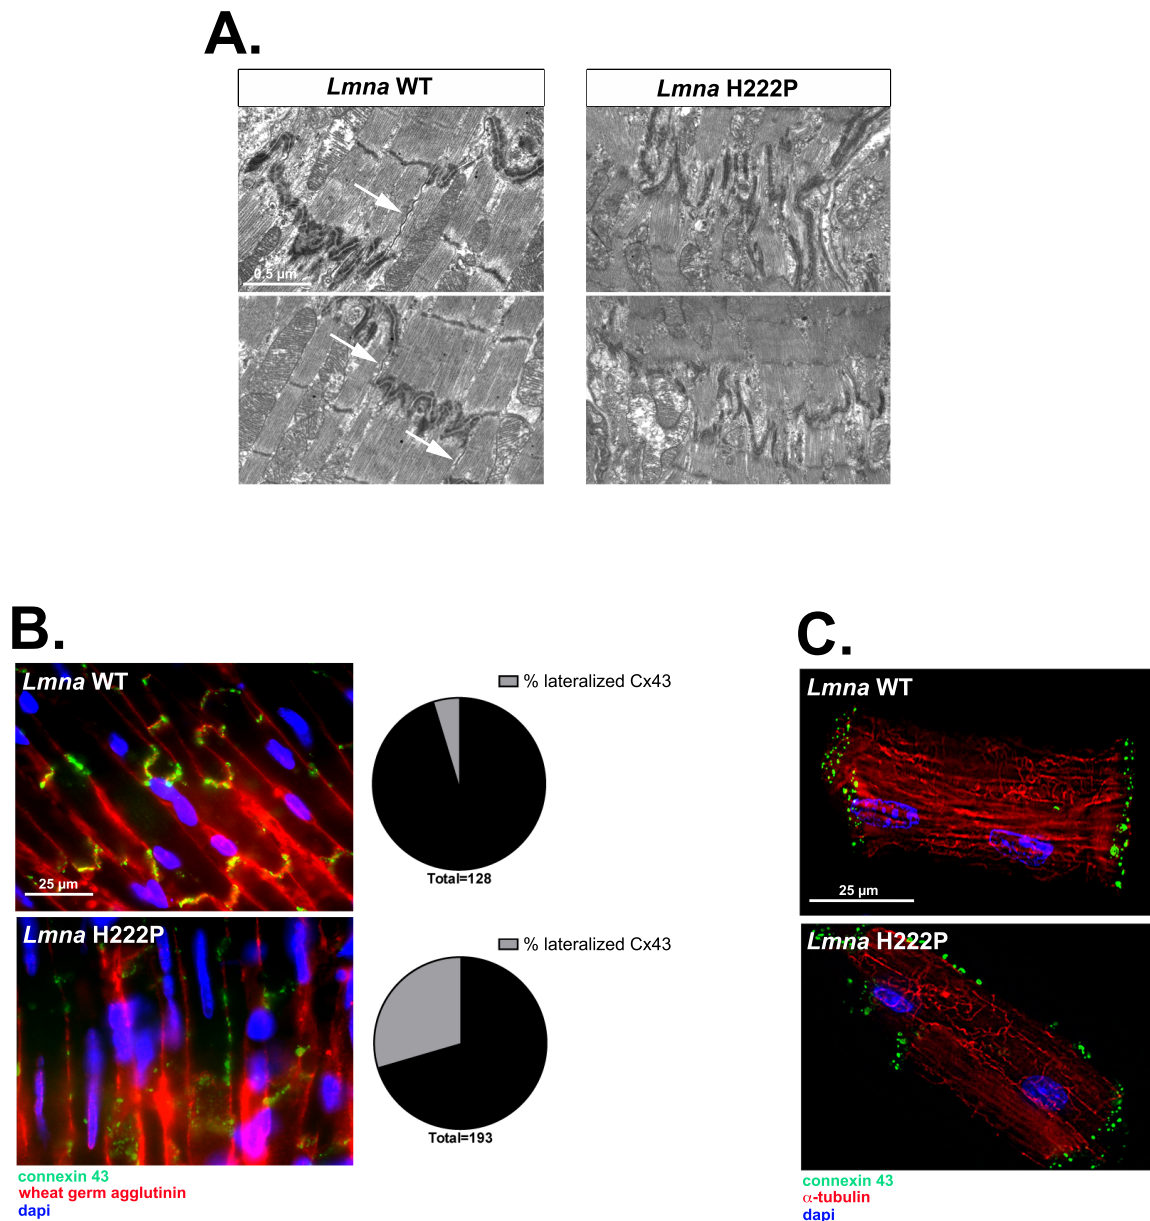 A.
Lmna WT
Lmna H222P
0.5 µm
B.
Lmna WT
25 µm
% lateralized Cx43
Total=128
Lmna H222P
% lateralized Cx43
Total=193
connexin 43
wheat germ agglutinin
dapi
C.
Lmna WT
25 µm
Lmna H222P
connexin 43
α-tubulin
dapi